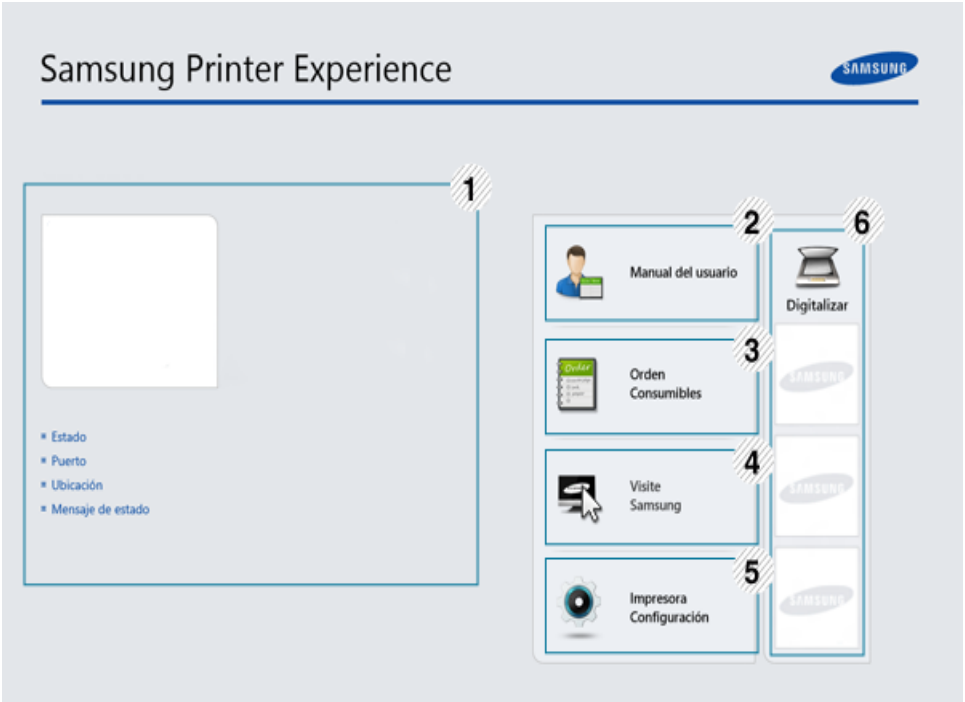 Samsung Printer Experience
SAMSUNG
1
2
6
Manual del usuario
Digitalizar
3
Order
Orden
Consumibles
SAMSUNG
4
Visite
Samsung
SAMSUNG
Estado
Puerto
Ubicación
Mensaje de estado
5
Impresora
Configuración
SAMSUNG